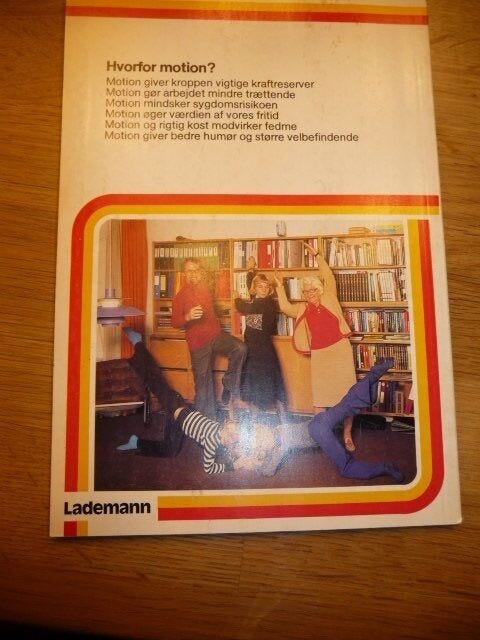 Hvorfor motion?
Motion giver kroppen vigtige kraftreserver
Motion gør arbejdet mindre trættende
Motion mindsker sygdomsrisikoen
Motion øger værdien af vores fritid
Motion og rigtig kost modvirker fedme
Motion giver bedre humør og større velbefindende
Lademann